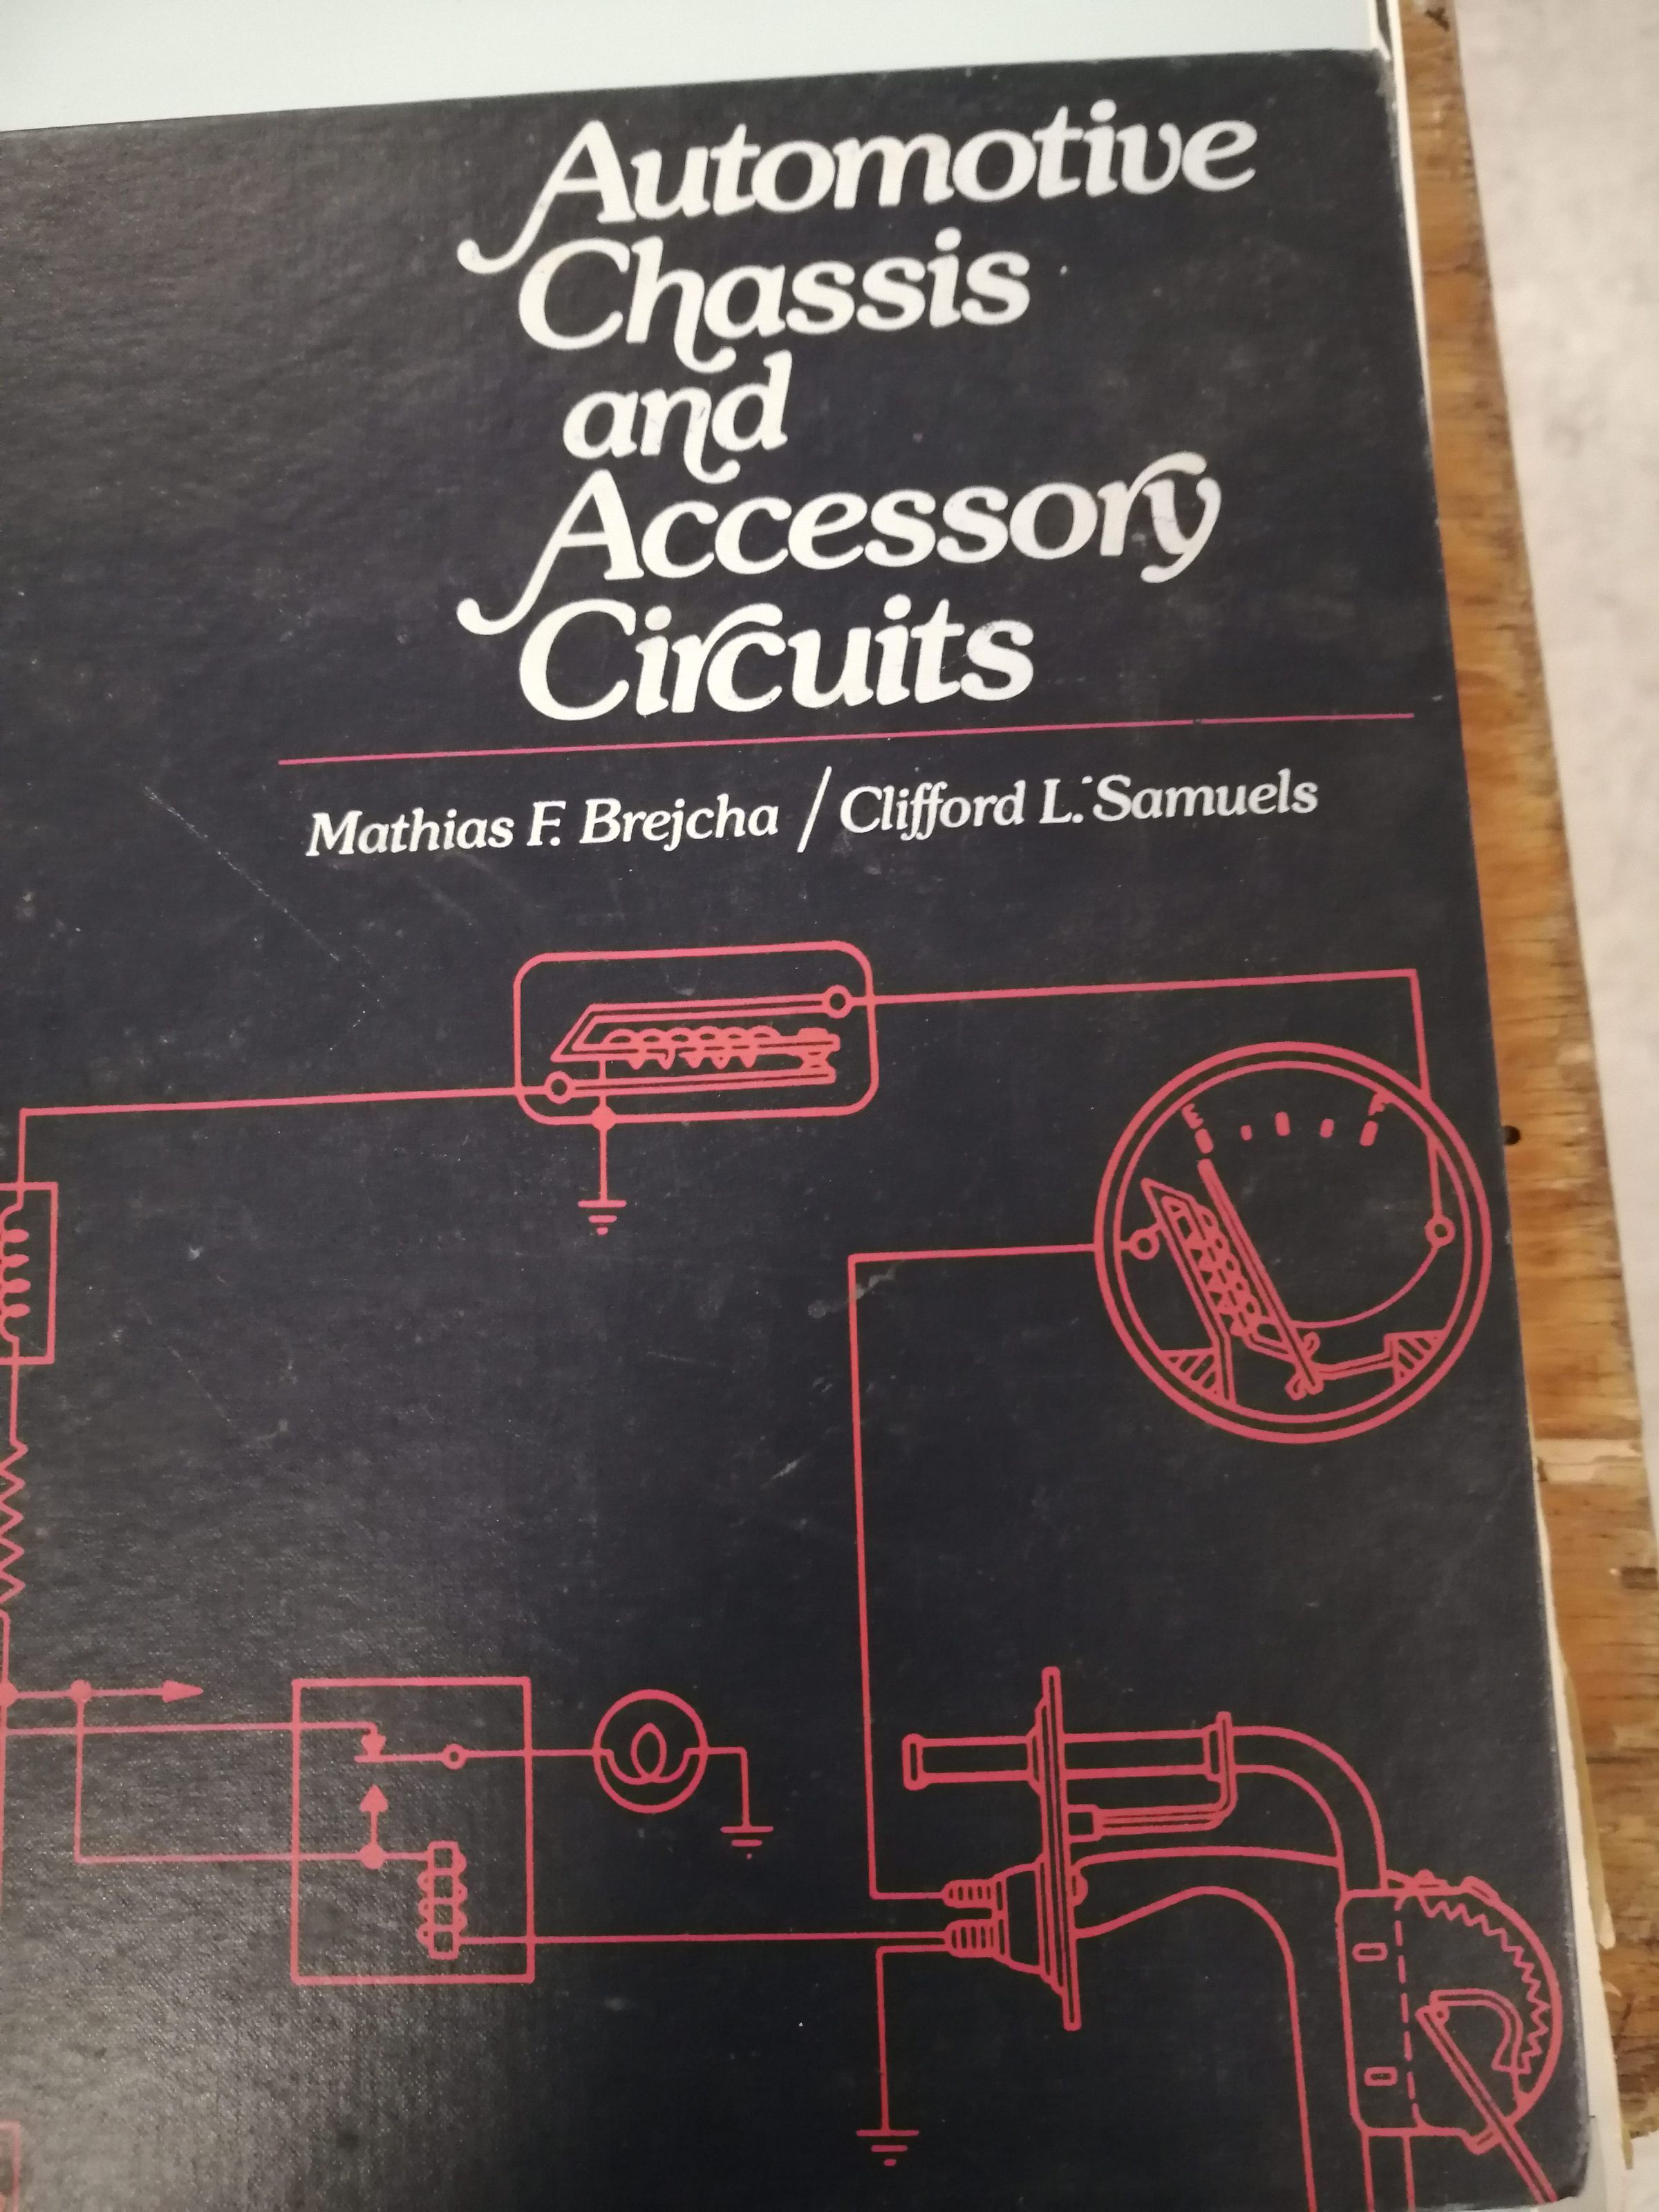 Automotive
Chassis
and
Accessory
Circuits
Mathias F. Brejcha / Clifford L. Samuels
E F